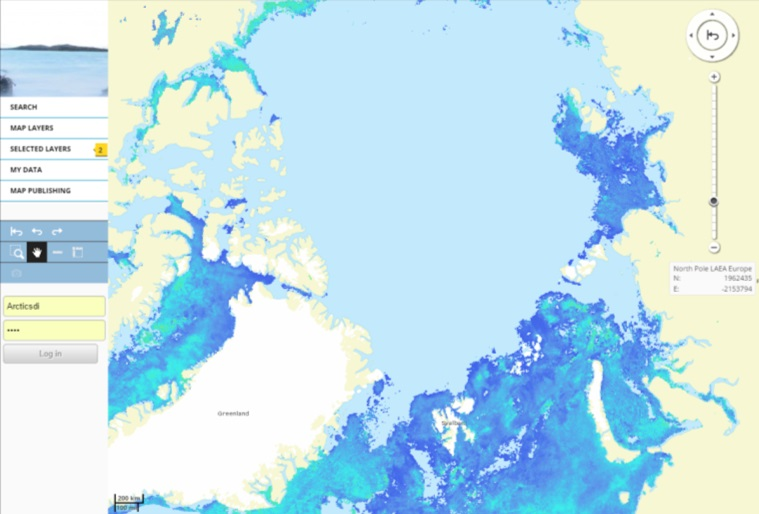 SEARCH
MAP LAYERS
SELECTED LAYERS 2
MY DATA
MAP PUBLISHING
Arcticsdi
••••
Log in
North Pole LAEA Europe
N: 1962435
E: -2153794
Greenland
200 km